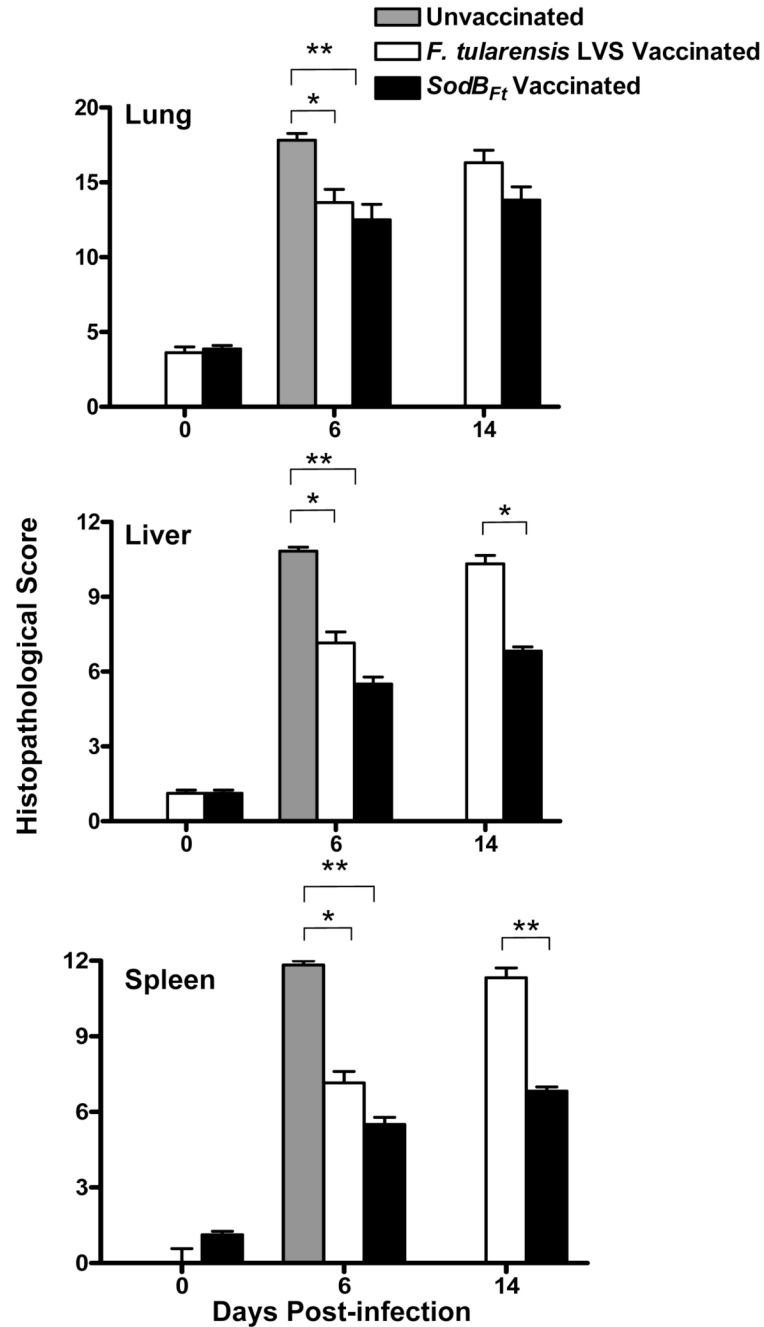 Unvaccinated
F. tularensis LVS Vaccinated
SodBFt Vaccinated
** 
*
Lung
20
15
10
5
0
0 6 14
**
*
*
Liver
12
9
6
3
0
0 6 14
Histopathological Score
**
*
**
Spleen
12
9
6
3
0
0 6 14
Days Post-infection